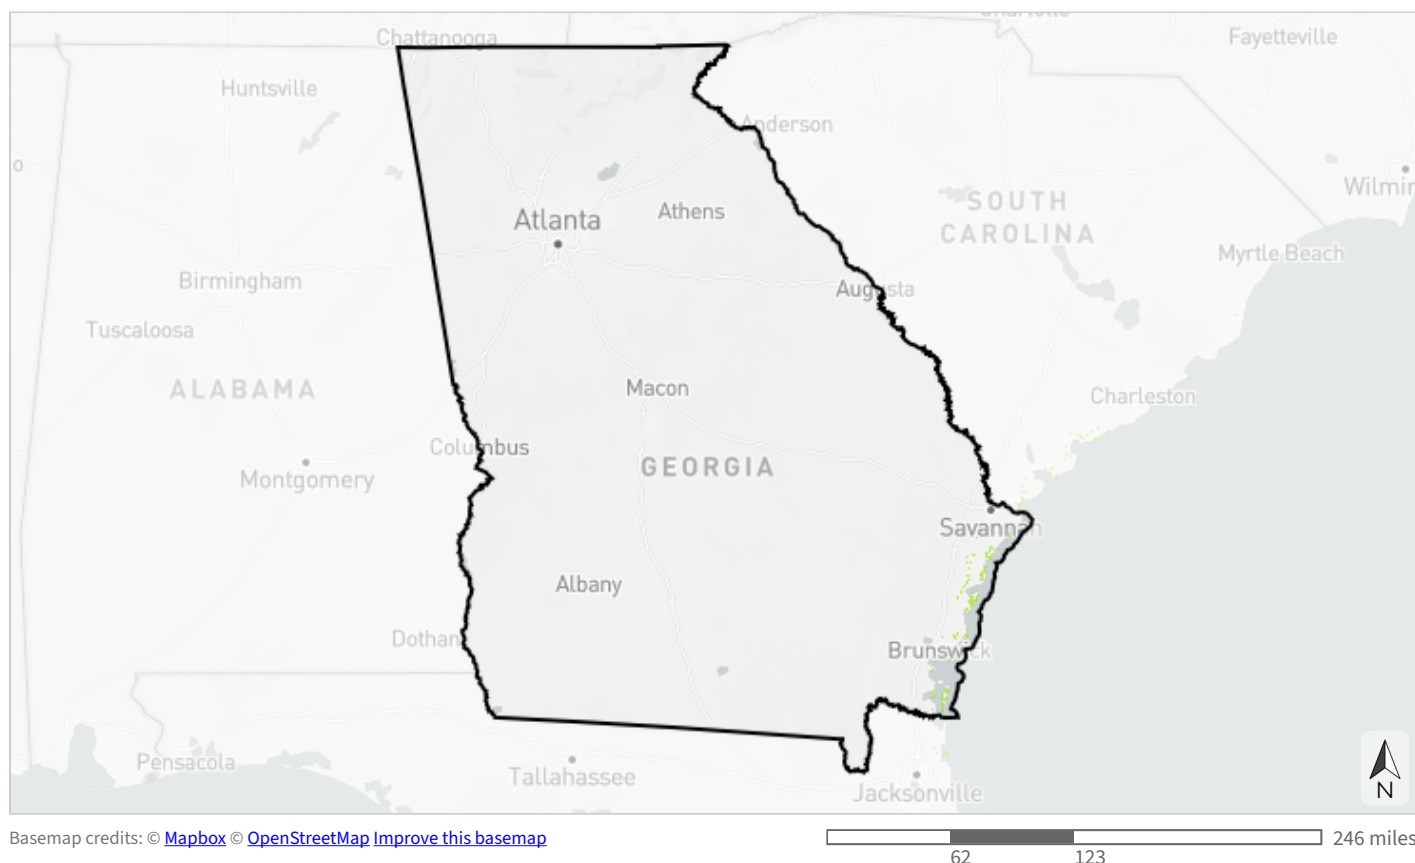 Charlotte
Chattanooga
Fayetteville
Huntsville
Anderson
o
Wilmin
SOUTH
CAROLINA
Atlanta
Athens
Myrtle Beach
Birmingham
Augusta
Tuscaloosa
ALABAMA
Macon
Charleston
Columbus
GEORGIA
Montgomery
Savannah
Albany
Dothan
Brunswick
Pensacola
Tallahassee
Jacksonville
N
Basemap credits: © Mapbox © OpenStreetMap Improve this basemap
246 miles
62 123